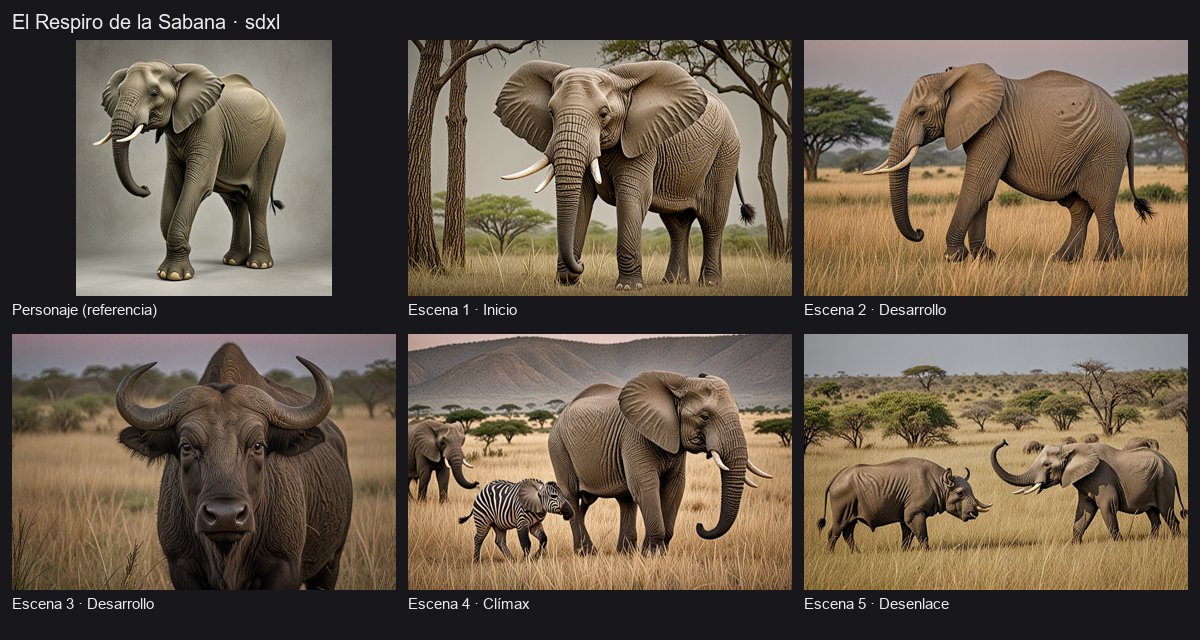 El Respiro de la Sabana · sdxl
Personaje (referencia)
Escena 1 · Inicio
Escena 2 · Desarrollo
Escena 3 · Desarrollo
Escena 4 · Clímax
Escena 5 · Desenlace